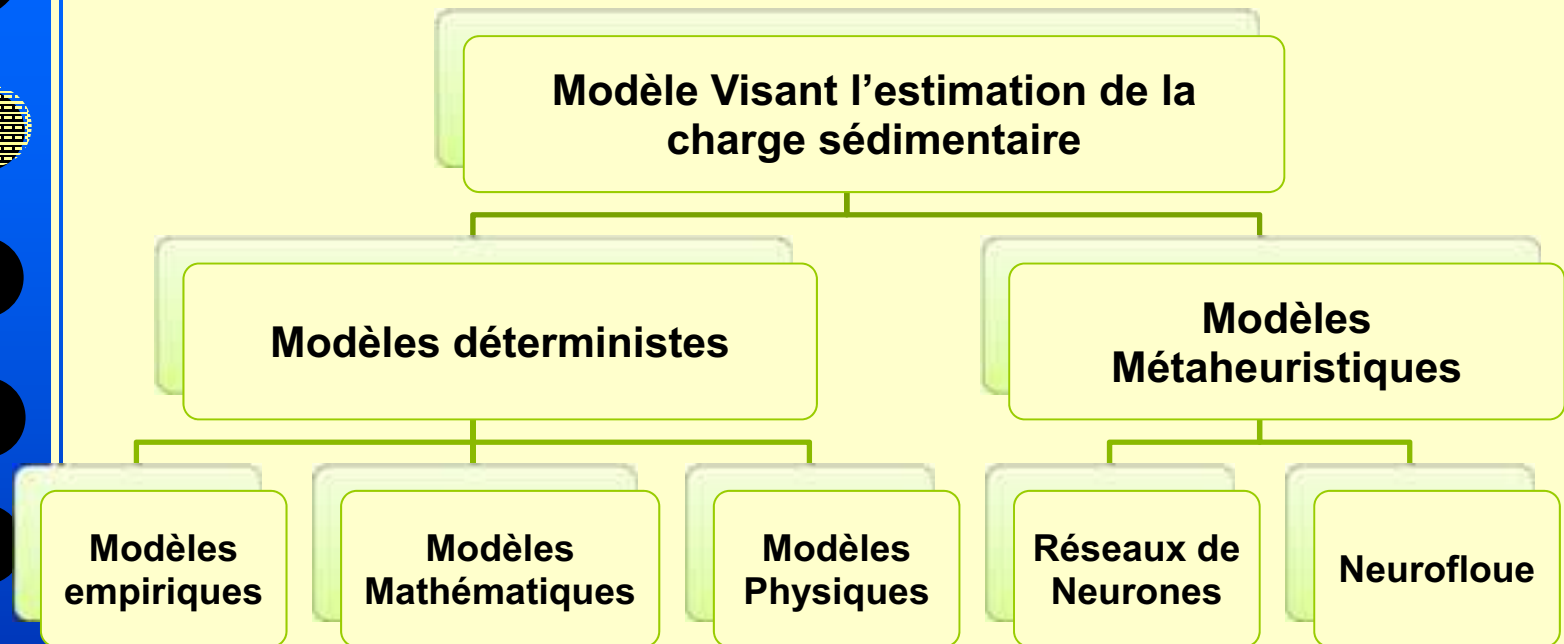 Modèle Visant l’estimation de la
charge sédimentaire
Modèles déterministes
Modèles
Métaheuristiques
Modèles
empiriques
Modèles
Mathématiques
Modèles
Physiques
Réseaux de
Neurones
Neurofloue